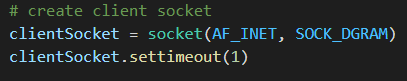 # create client socket
clientSocket = socket(AF_INET, SOCK_DGRAM)
clientSocket.settimeout(1)